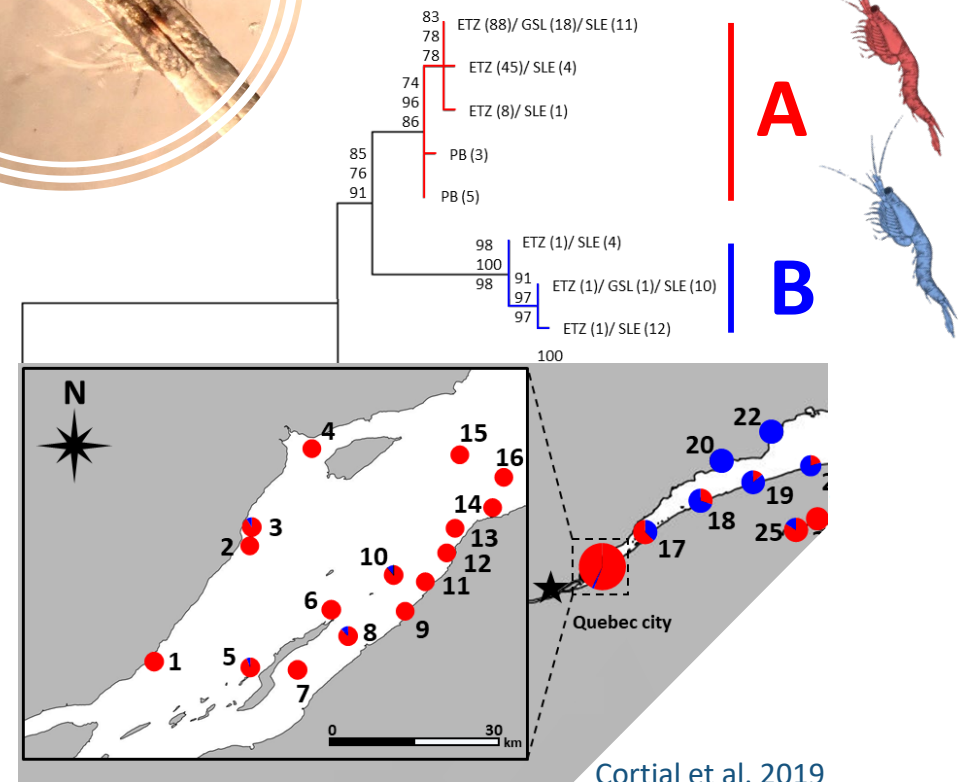 83
78
78
ETZ (88)/ GSL (18)/ SLE (11)
ETZ (45)/ SLE (4)
74
96
86
ETZ (8)/ SLE (1)
PB (3)
85
76
91
PB (5)
A
98
100
98
ETZ (1)/ SLE (4)
91
97
97
ETZ (1)/ GSL (1)/ SLE (10)
ETZ (1)/ SLE (12)
B
100
N
4
15
16
3
2
14
13
12
10
11
6
9
8
5
1
7
0 30
km
22
20
19
18
25
17
Quebec city
Cortial et al. 2019